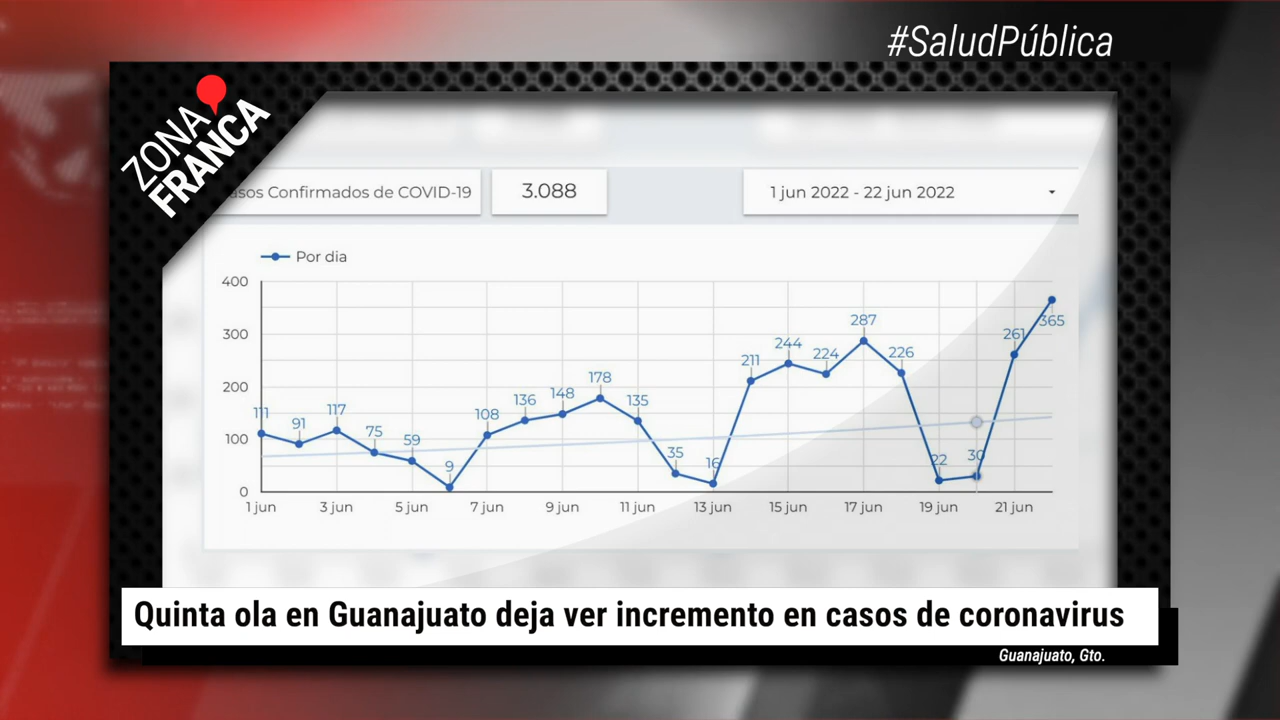 #SaludPública
ZONA
FRANCA
asos Confirmados de COVID-19
3.088
1 jun 2022 - 22 jun 2022
Por dia
400
300
200
100
0
111
91
117
75
59
9
108
136
148
178
135
35
16
211
244
224
287
226
22
30
261
365
1 jun
3 jun
5 jun
7 jun
9 jun
11 jun
13 jun
15 jun
17 jun
19 jun
21 jun
Quinta ola en Guanajuato deja ver incremento en casos de coronavirus
Guanajuato, Gto.